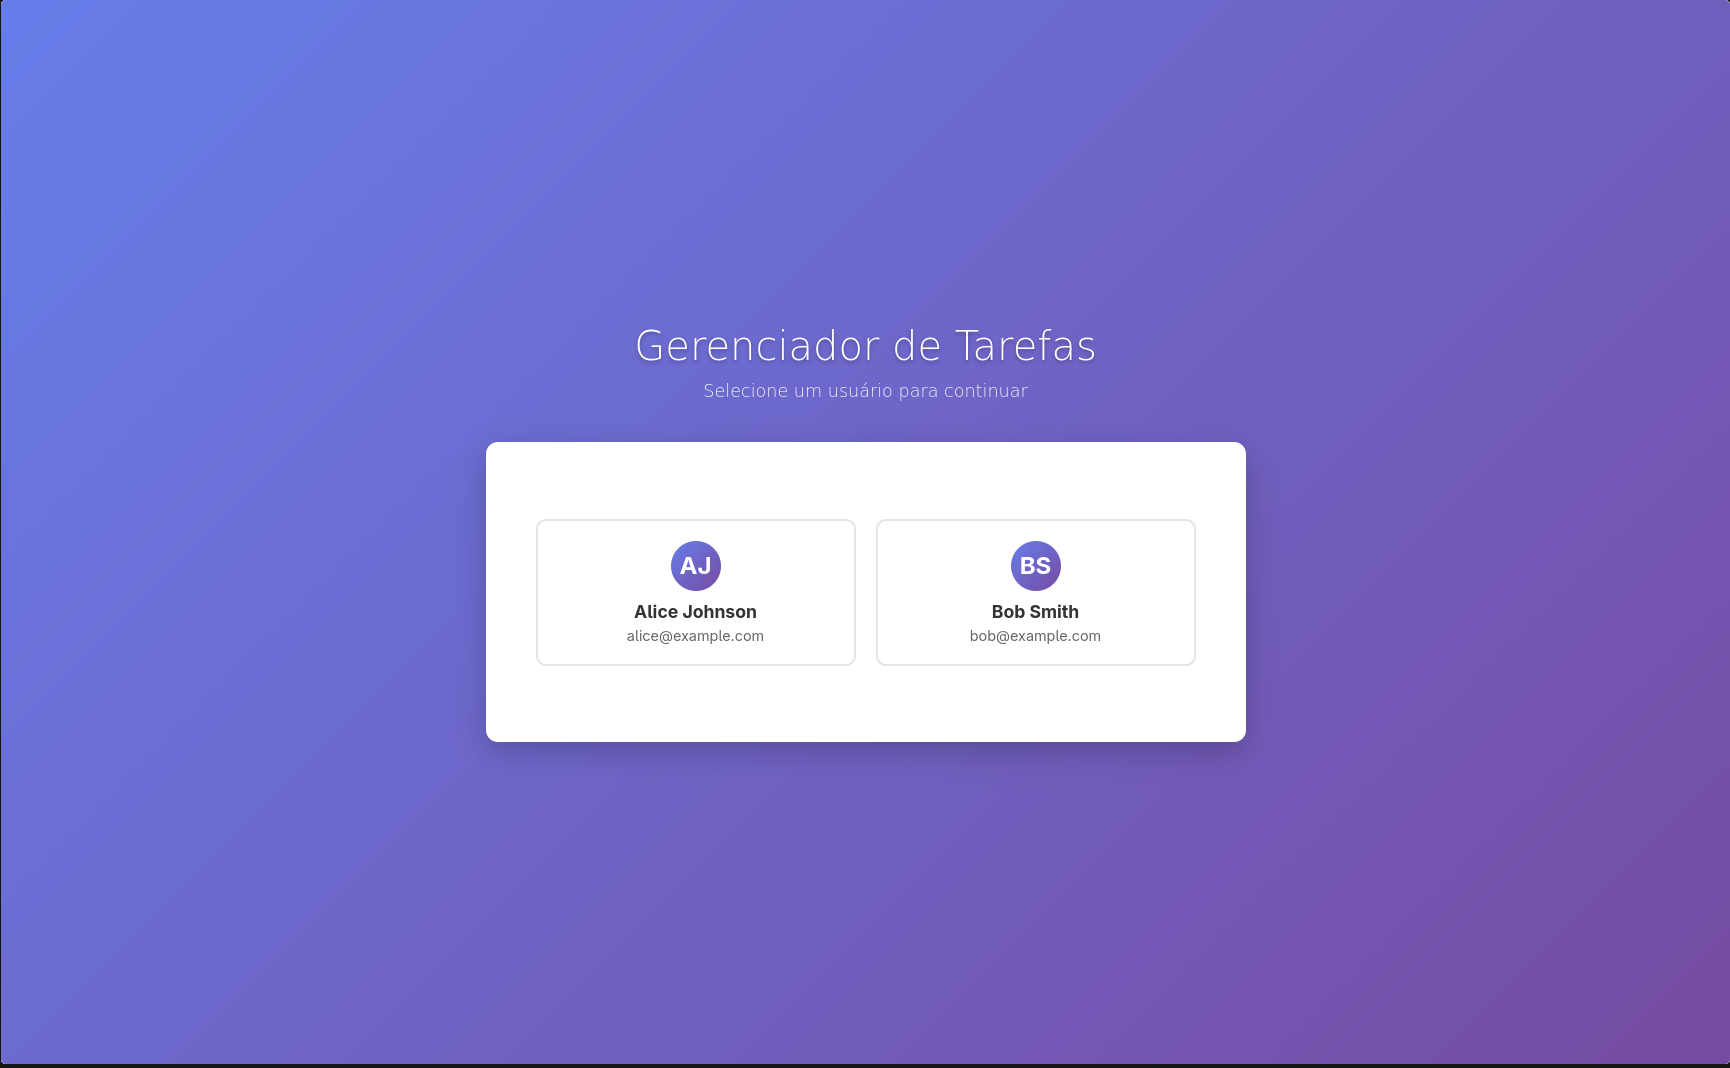 Gerenciador de Tarefas
Selecione um usuário para continuar
AJ
Alice Johnson
alice@example.com
BS
Bob Smith
bob@example.com